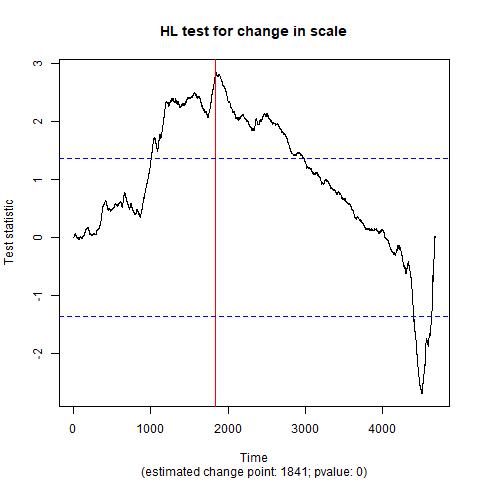 HL test for change in scale
Test statistic
3
2
1
0
-1
-2
0 1000 2000 3000 4000
Time
(estimated change point: 1841; pvalue: 0)